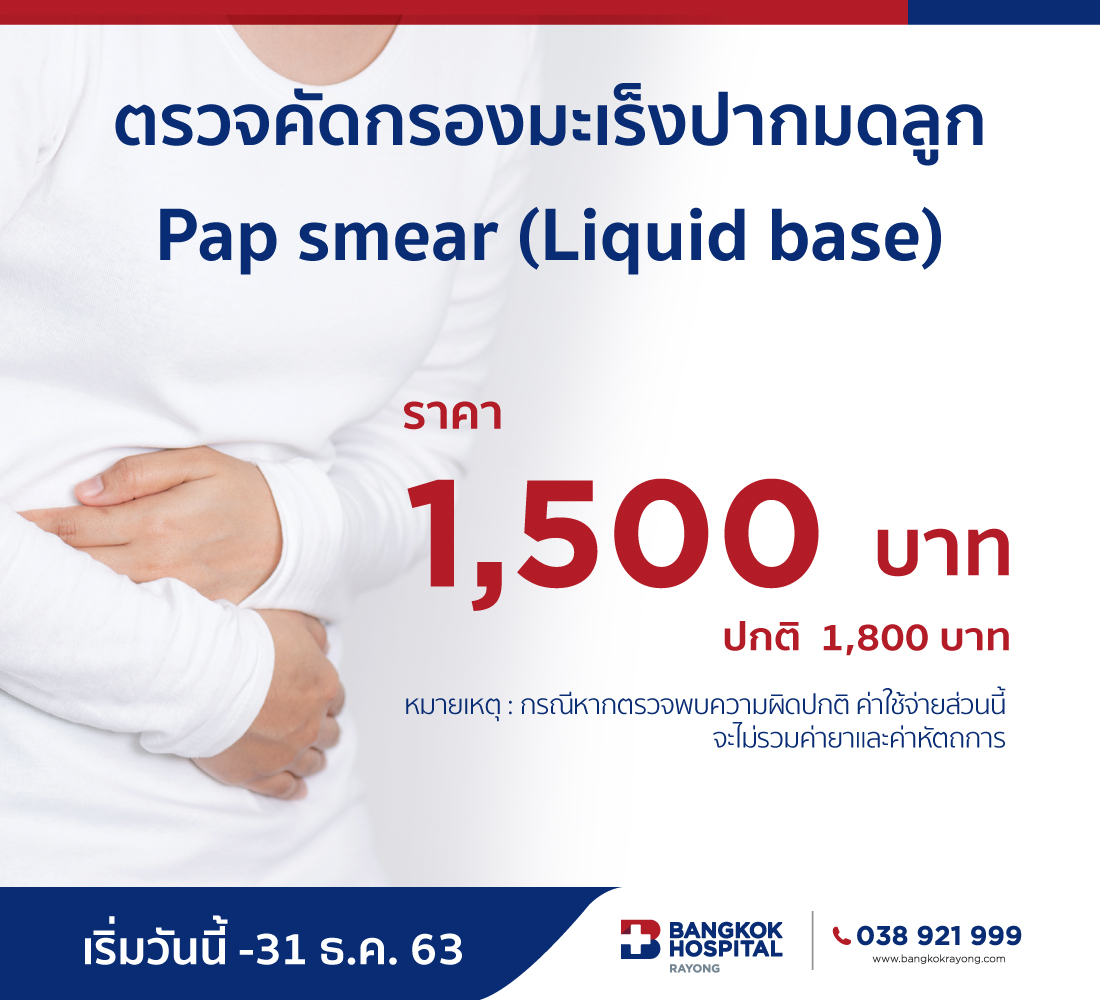 ตรวจคัดกรองมะเร็งปากมดลูก
Pap smear (Liquid base)
ราคา
1,500 บาท
ปกติ 1,800 บาท
หมายเหตุ : กรณีหากตรวจพบความผิดปกติ ค่าใช้จ่ายส่วนนี้
จะไม่รวมค่ายาและค่าหัตถการ
เริ่มวันนี้ -31 ธ.ค. 63
BANGKOK
HOSPITAL
RAYONG
038 921 999
www.bangkokrayong.com